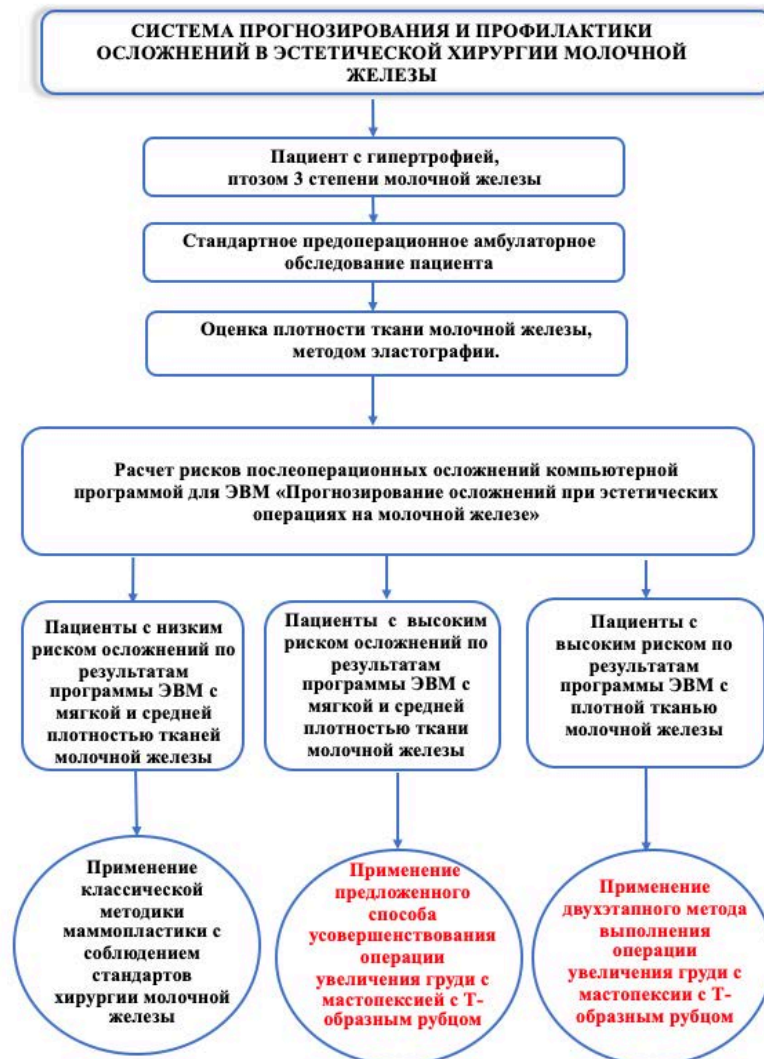 СИСТЕМА ПРОГНОЗИРОВАНИЯ И ПРОФИЛАКТИКИ
ОСЛОЖНЕНИЙ В ЭСТЕТИЧЕСКОЙ ХИРУРГИИ МОЛОЧНОЙ
ЖЕЛЕЗЫ
Пациент с гипертрофией,
птозом 3 степени молочной железы
Стандартное предоперационное амбулаторное
обследование пациента
Оценка плотности ткани молочной железы,
методом эластографии.
Расчет рисков послеоперационных осложнений компьютерной
программой для ЭВМ «Прогнозирование осложнений при эстетических
операциях на молочной железе»
Пациенты с низким
риском осложнений по
результатам
программы ЭВМ с
мягкой и средней
плотностью тканей
молочной железы
Пациенты с высоким
риском осложнений по
результатам
программы ЭВМ с
мягкой и средней
плотностью ткани
молочной железы
Пациенты с
высоким риском по
результатам
программы ЭВМ с
плотной тканью
молочной железы
Применение
классической
методики
маммопластики с
соблюдением
стандартов
хирургии молочной
железы
Применение
предложенного
способа
усовершенствования
операции
увеличения груди с
мастопексией с Т-
образным рубцом
Применение
двухэтапного метода
выполнения
операции
увеличения груди с
мастопексии с Т-
образным рубцом